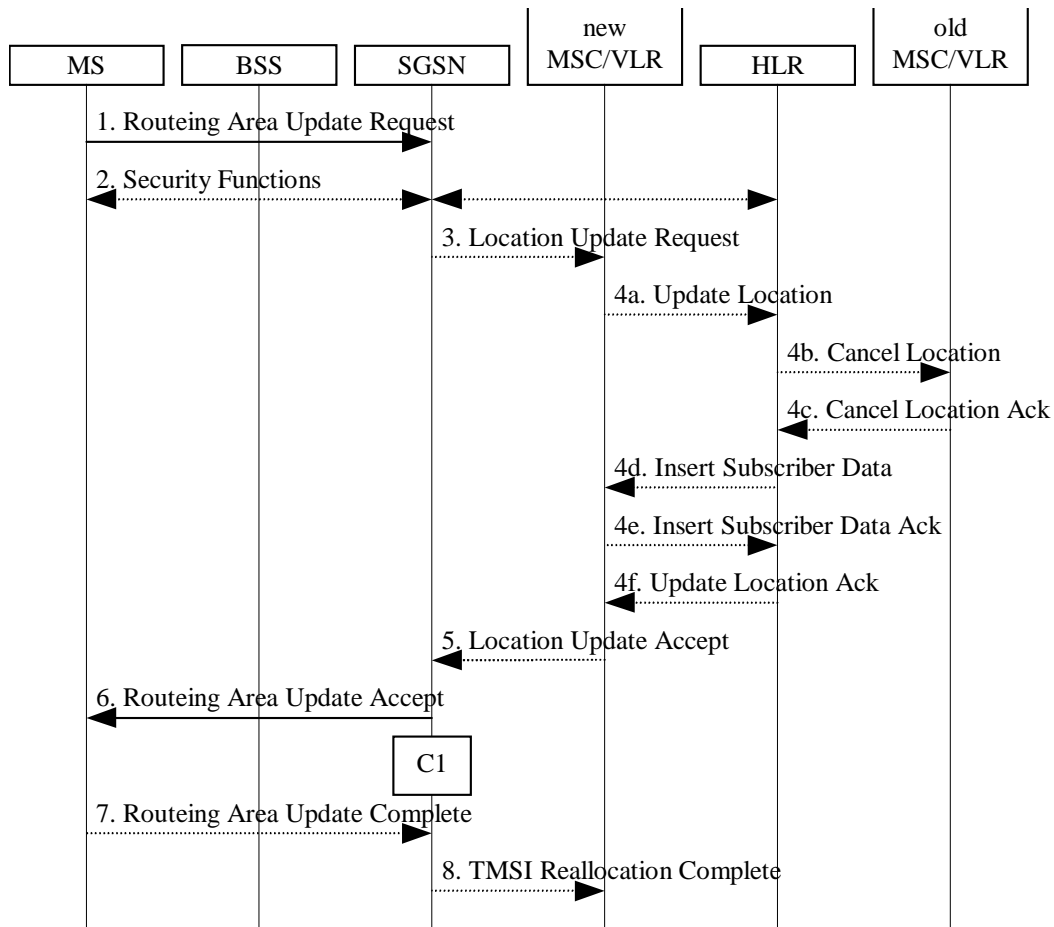 new
MSC/VLR
old
MSC/VLR
MS
BSS
SGSN
HLR
1. Routeing Area Update Request
2. Security Functions
3. Location Update Request
4a. Update Location
4b. Cancel Location
4c. Cancel Location Ack
4d. Insert Subscriber Data
4e. Insert Subscriber Data Ack
4f. Update Location Ack
5. Location Update Accept
6. Routeing Area Update Accept
C1
7. Routeing Area Update Complete
8. TMSI Reallocation Complete